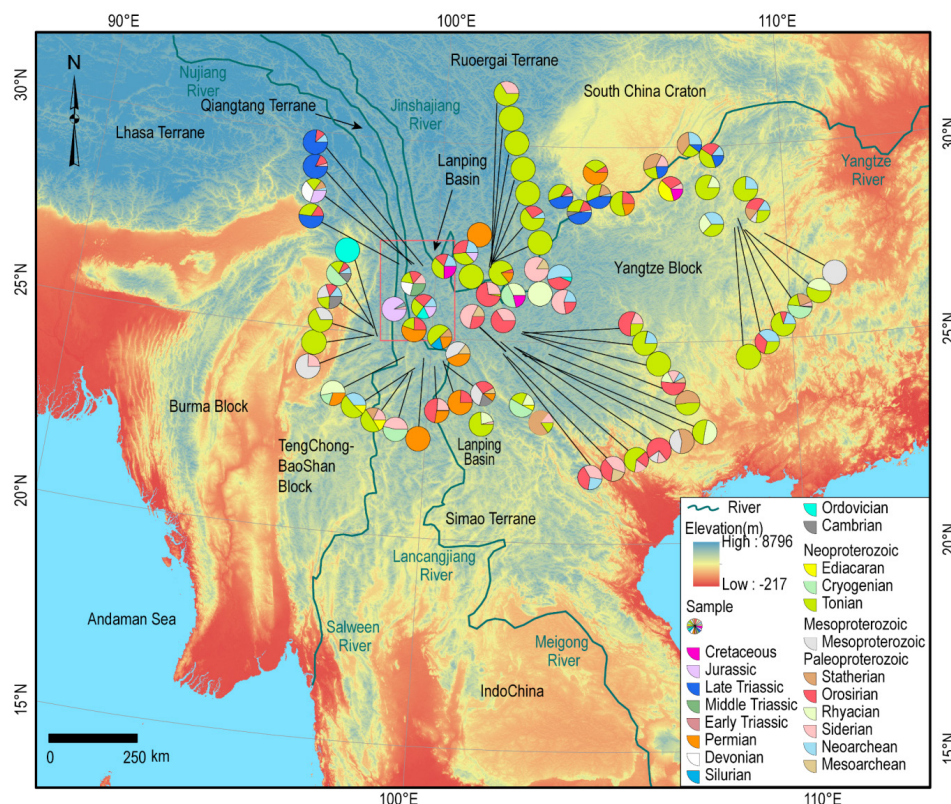 90°E
100°E
110°E
30°N
25°N
20°N
15°N
30°N
25°N
20°N
15°N
100°E
110°E
N
Nujiang
River
Qiangtang Terrane
Lhasa Terrane
Jinshajiang
River
Ruoergai Terrane
South China Craton
Lanping
Basin
Yangtze
River
Yangtze Block
Burma Block
TengChong-
BaoShan
Block
Lanping
Basin
Simao Terrane
Lancangjiang
River
Andaman Sea
Salween
River
Meigong
River
IndoChina
250 km
River
Elevation(m)
High : 8796
Low : -217
Sample
Cretaceous
Jurassic
Late Triassic
Middle Triassic
Early Triassic
Permian
Devonian
Silurian
Ordovician
Cambrian
Neoproterozoic
Ediacaran
Cryogenian
Tonian
Mesoproterozoic
Mesoproterozoic
Paleoproterozoic
Statherian
Orosirian
Rhyacian
Siderian
Neoarchean
Mesoarchean